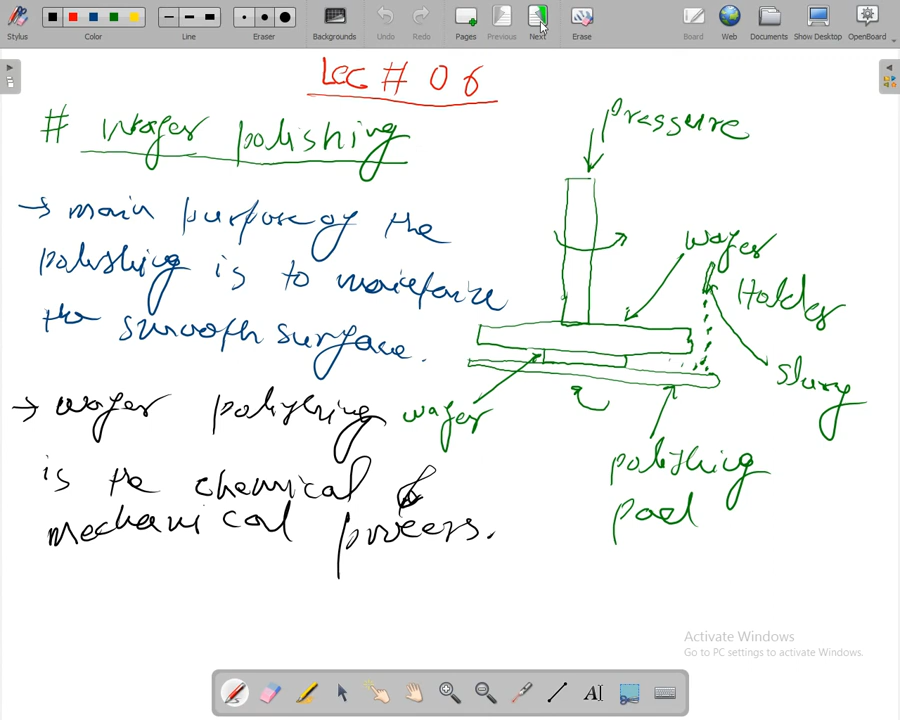 Stylus
Color
Line
Eraser
Backgrounds
Undo
Redo
Pages
Previous
Next
Erase
Board
Web
Documents
Show Desktop
OpenBoard
Lec # 06
# Wafer polishing
→ main purpose of the
polishing is to
the smooth surface.
→ wafer polishing
is the chemical &
mechanical process.
Pressure
wafer
Holder
slurry
wafer
polishing
pad
Activate Windows
Go to PC settings to activate Windows.